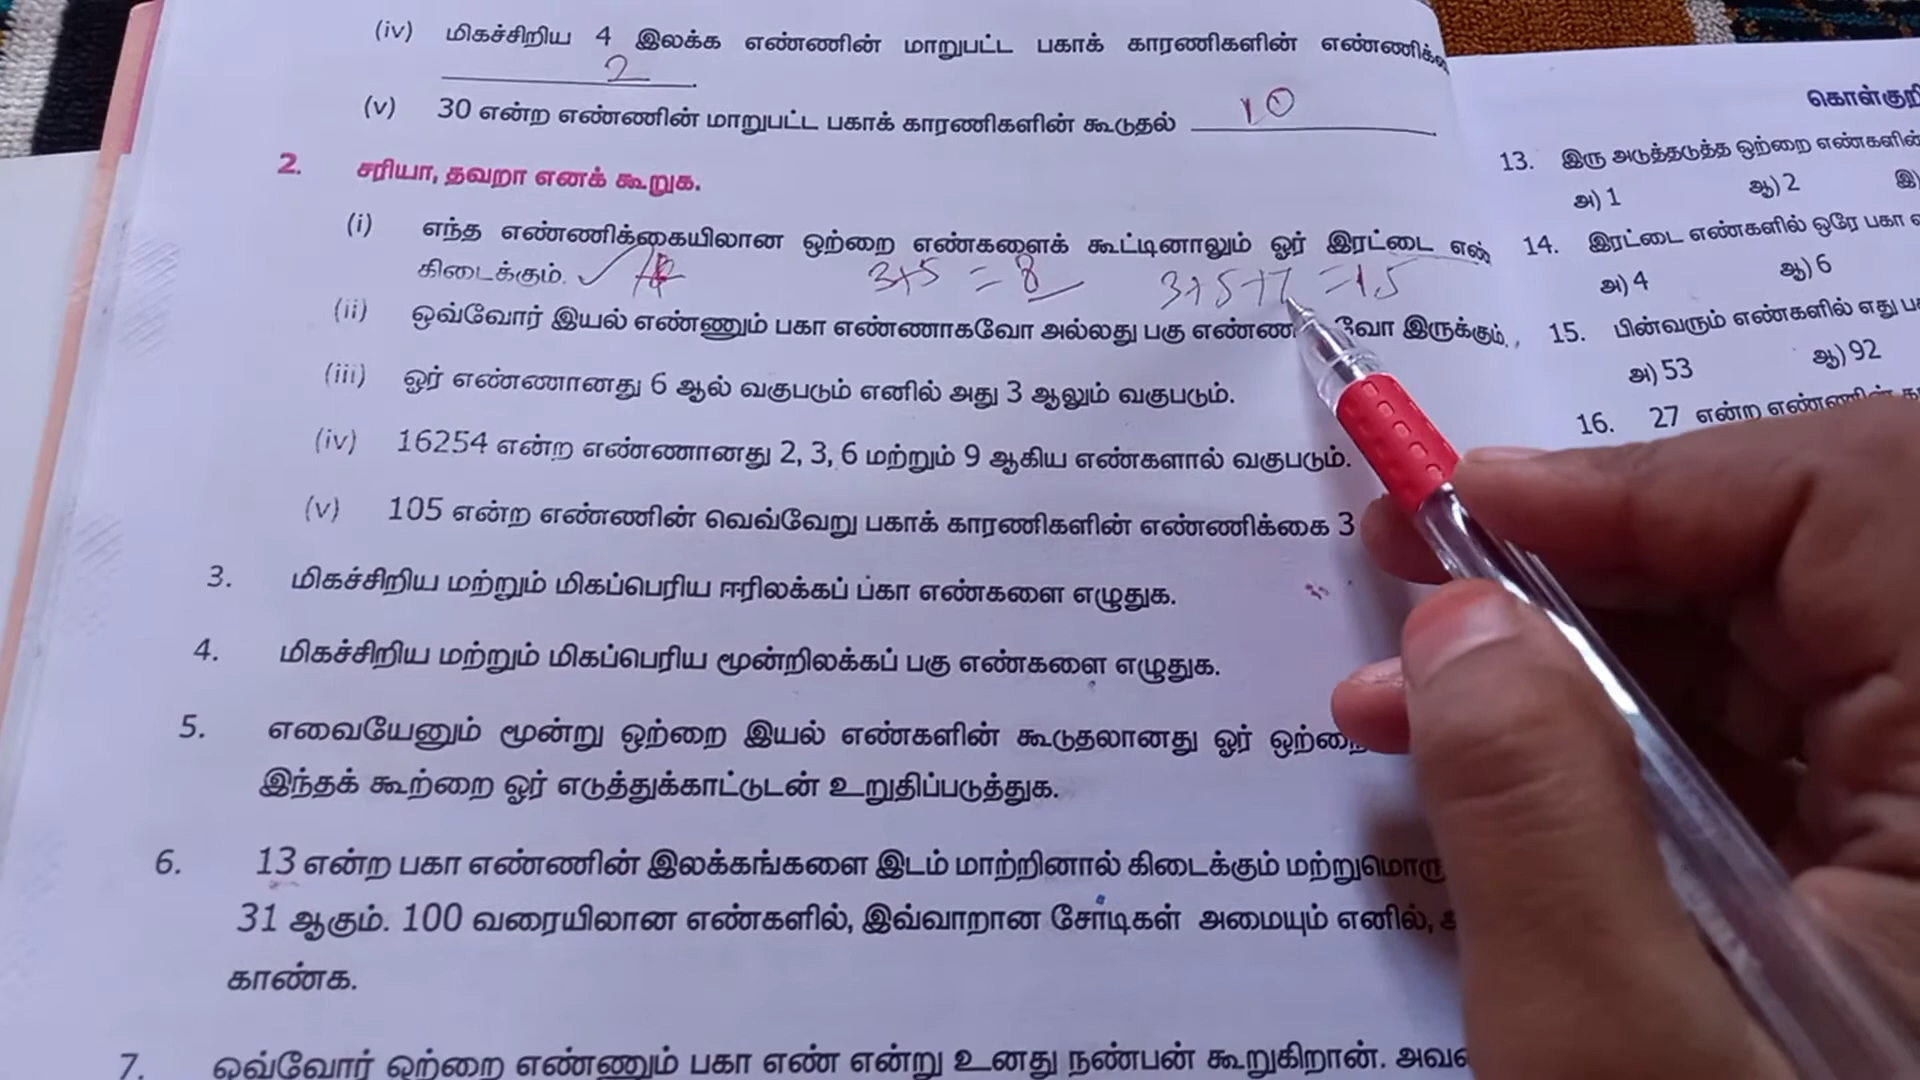 (iv) மிகச்சிறிய 4 இலக்க எண்ணின் மாறுபட்ட பகாக் காரணிகளின்
2
(v) 30 என்ற எண்ணின் மாறுபட்ட பகாக் காரணிகளின் கூடுதல் 10
2. சரியா, தவறா எனக் கூறுக.
(i) எந்த எண்ணிக்கையிலான ஒற்றை எண்களைக் கூட்டினாலும் ஓர் இரட்டை எண்
கிடைக்கும். ✓
3+5 = 8 3+5+7 =15
(ii) ஒவ்வோர் இயல் எண்ணும் பகா எண்ணாகவோ அல்லது பகு இருக்கும்.
(iii) ஓர் எண்ணானது 6 ஆல் வகுபடும் எனில் அது 3 ஆலும் வகுபடும்.
(iv) 16254 என்ற எண்ணானது 2, 3, 6 மற்றும் 9 ஆகிய எண்களால் வகுபடும்.
(v) 105 என்ற எண்ணின் வெவ்வேறு பகாக் காரணிகளின் எண்ணிக்கை 3
3. மிகச்சிறிய மற்றும் மிகப்பெரிய ஈரிலக்கப் பகா எண்களை எழுதுக.
4. மிகச்சிறிய மற்றும் மிகப்பெரிய மூன்றிலக்கப் பகு எண்களை எழுதுக.
5. எவையேனும் மூன்று ஒற்றை இயல் எண்களின் கூடுதலானது ஓர்
இந்தக் கூற்றை ஓர் எடுத்துக்காட்டுடன் உறுதிப்படுத்துக.
6. 13 என்ற பகா எண்ணின் இலக்கங்களை இடம் மாற்றினால் கிடைக்கும் மற்றுமொரு
31 ஆகும். 100 வரையிலான எண்களில், இவ்வாறான சோடிகள் அமையும் எனில்,
காண்க.
7. ஒவ்வோர் ஒற்றை எண்ணும் பகா எண் என்று உனது நண்பன் கூறுகிறான்.
13. இரு அடுத்தடுத்த ஒற்றை எண்களின்
அ) 1 ஆ) 2 இ)
14. இரட்டை எண்களில் ஒரே பகா
அ) 4 ஆ) 6
15. பின்வரும் எண்களில் எது
அ) 53 ஆ) 92
16. 27 என்ற எண்ணின்